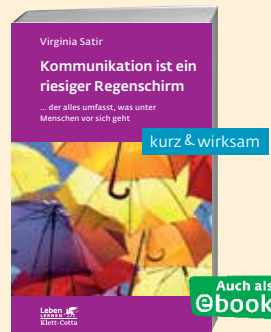 Virginia Satir
Kommunikation ist ein
riesiger Regenschirm
... der alles umfasst, was unter
Menschen vor sich geht
kurz & wirksam
Leben
LERNEN
Klett-Cotta
Auch als
ebook